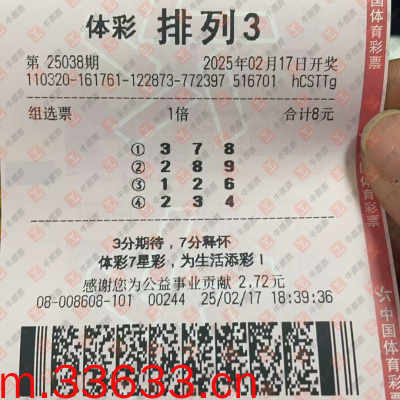 体彩 排列3
第 25038期 2025年02月17日开奖
110320-161761-122873-772397 516701 hCSTTg
组选票 1倍 合计8元
① 3 7 8
② 2 8 9
③ 1 2 6
④ 2 3 4
3分期待，7分释怀
体彩7星彩，为生活添彩！
感谢您为公益事业贡献 2.72元
08-008608-101 00244 25/02/17 18:39:36
m.33633.cn
国体育彩票
中国体育彩